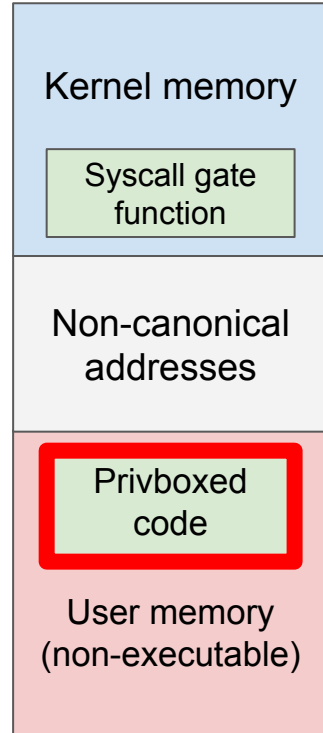 Kernel memory
Syscall gate
function
Non-canonical
addresses
Privboxed
code
User memory
(non-executable)